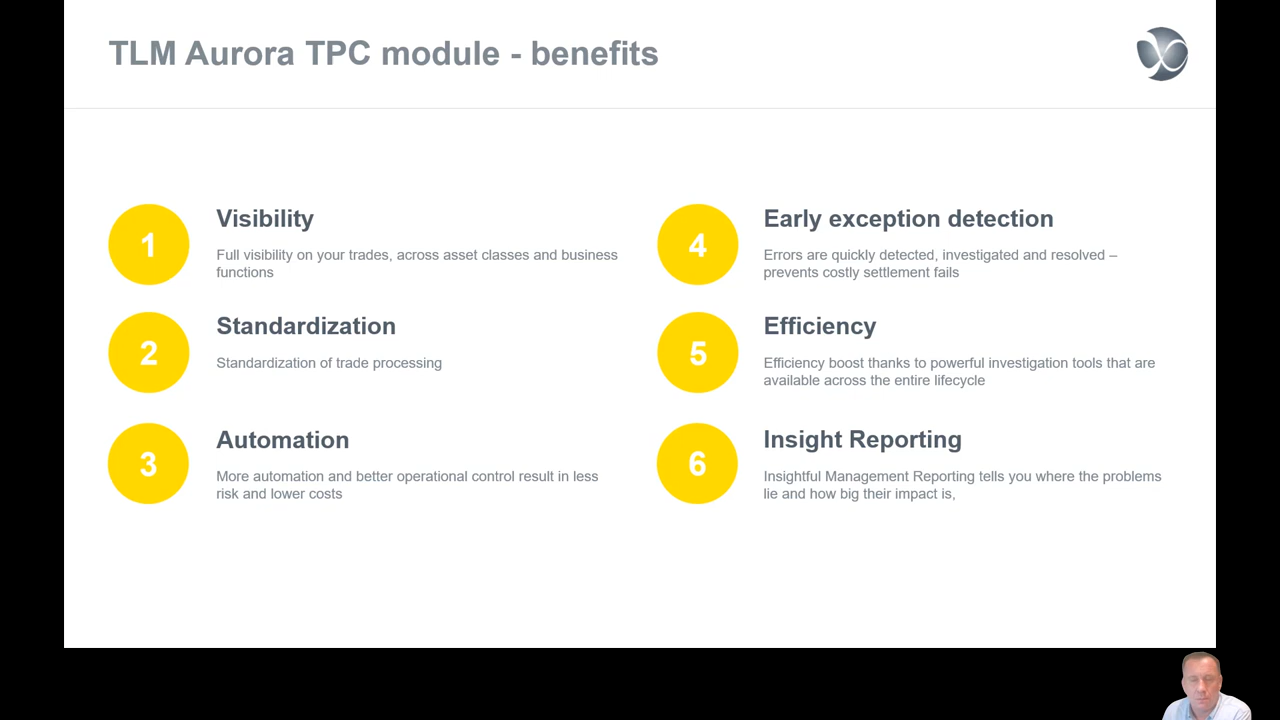 TLM Aurora TPC module - benefits
1
Visibility
Full visibility on your trades, across asset classes and business
functions
2
Standardization
Standardization of trade processing
3
Automation
More automation and better operational control result in less
risk and lower costs
4
Early exception detection
Errors are quickly detected, investigated and resolved –
prevents costly settlement fails
5
Efficiency
Efficiency boost thanks to powerful investigation tools that are
available across the entire lifecycle
6
Insight Reporting
Insightful Management Reporting tells you where the problems
lie and how big their impact is,